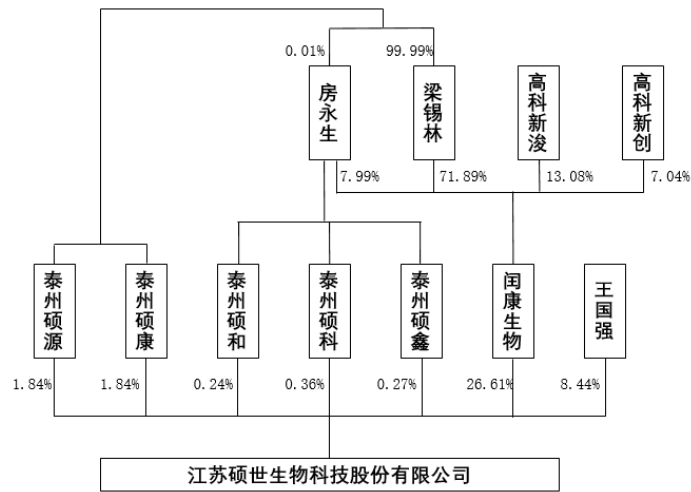 0.01% 99.99%
房永生 梁锡林 高科新浚 高科新创
7.99% 71.89% 13.08% 7.04%
泰州硕源 泰州硕康 泰州硕和 泰州硕科 泰州硕鑫 闰康生物 王国强
1.84% 1.84% 0.24% 0.36% 0.27% 26.61% 8.44%
江苏硕世生物科技股份有限公司